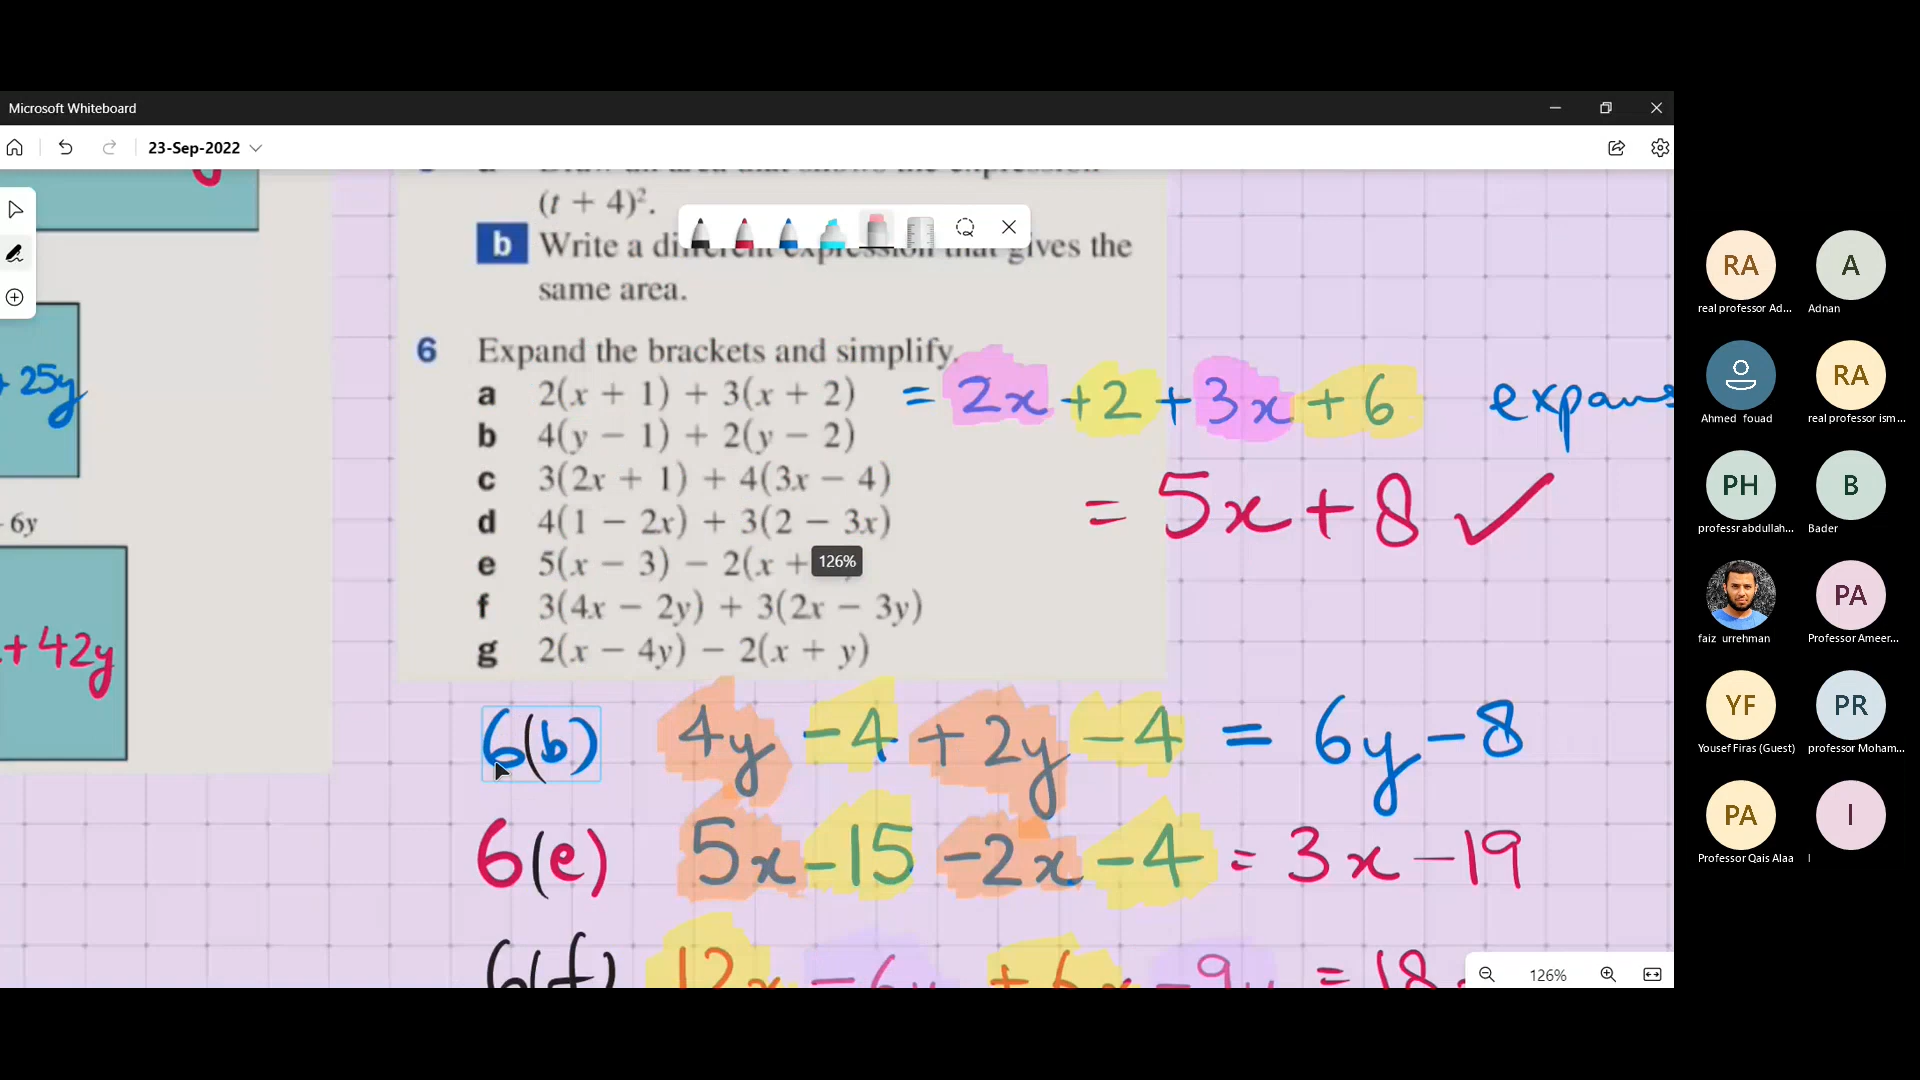 Microsoft Whiteboard
23-Sep-2022
(t + 4)².
b Write a different expression that gives the
same area.
6 Expand the brackets and simplify.
a 2(x + 1) + 3(x + 2) = 2x + 2 + 3x + 6
b 4(y − 1) + 2(y − 2)
c 3(2x + 1) + 4(3x − 4)
= 5x + 8 ✓
d 4(1 − 2x) + 3(2 − 3x)
e 5(x − 3) − 2(x +
126%
f 3(4x − 2y) + 3(2x − 3y)
g 2(x − 4y) − 2(x + y)
6(b) 4y − 4 + 2y − 4 = 6y − 8
6(e) 5x − 15 − 2x − 4 = 3x − 19
6(f)
+ 25y
- 6y
+ 42y
126%
RA
real professor Ad...
A
Adnan
Ahmed fouad
RA
real professor ism...
PH
professr abdullah...
B
Bader
faiz urrehman
PA
Professor Ameer...
YF
Yousef Firas (Guest)
PR
professor Moham...
PA
Professor Qais Alaa
I
I